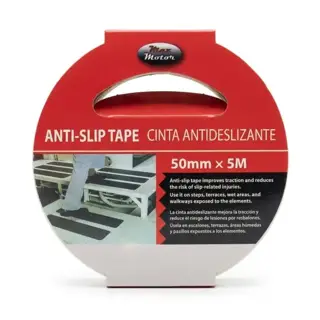 Max
Motor
ANTI-SLIP TAPE CINTA ANTIDESLIZANTE
50mm × 5M
Anti-slip tape improves traction and reduces
the risk of slip-related injuries.
Use it on steps, terraces, wet areas, and
walkways exposed to the elements.
La cinta antideslizante mejora la tracción y
reduce el riesgo de lesiones por resbalones.
Úsela en escalones, terrazas, áreas húmedas
y pasillos expuestos a los elementos.